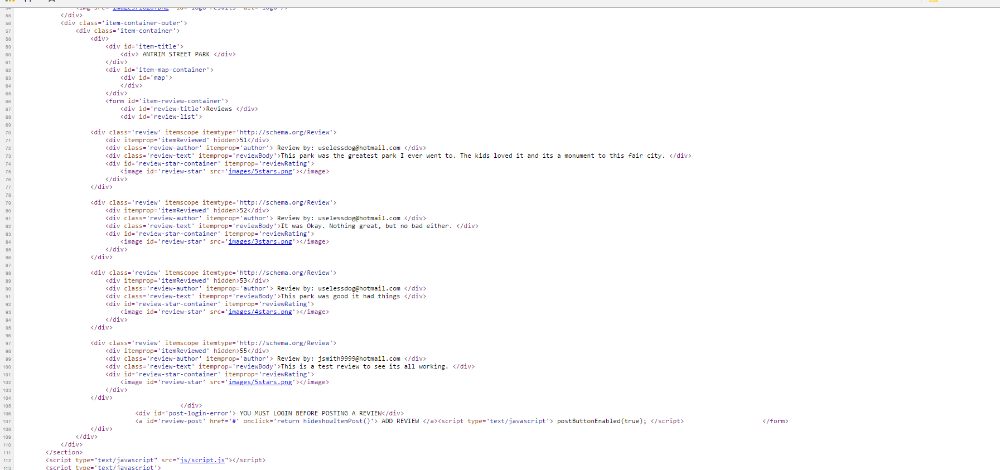 54 <img src='images/logo.png' id='logo-results' alt='logo'/>
55 </div>
56 <div class='item-container-outer'>
57 <div class='item-container'>
58 <div>
59 <div id='item-title'>
60 <div> ANTRIM STREET PARK </div>
61 </div>
62 <div id='item-map-container'>
63 <div id='map'>
64 </div>
65 </div>
66 <form id='item-review-container'>
67 <div id='review-title'>Reviews </div>
68 <div id='review-list'>
69
70 <div class='review' itemscope itemtype='http://schema.org/Review'>
71 <div itemprop='itemReviewed' hidden>51</div>
72 <div class='review-author' itemprop='author'> Review by: uselessdog@hotmail.com </div>
73 <div class='review-text' itemprop='reviewBody'>This park was the greatest park I ever went to. The kids loved it and its a monument to this fair city. </div>
74 <div id='review-star-container' itemprop='reviewRating'>
75 <image id='review-star' src='images/5stars.png'></image>
76 </div>
77 </div>
78
79 <div class='review' itemscope itemtype='http://schema.org/Review'>
80 <div itemprop='itemReviewed' hidden>52</div>
81 <div class='review-author' itemprop='author'> Review by: uselessdog@hotmail.com </div>
82 <div class='review-text' itemprop='reviewBody'>It was Okay. Nothing great, but no bad either. </div>
83 <div id='review-star-container' itemprop='reviewRating'>
84 <image id='review-star' src='images/3stars.png'></image>
85 </div>
86 </div>
87
88 <div class='review' itemscope itemtype='http://schema.org/Review'>
89 <div itemprop='itemReviewed' hidden>53</div>
90 <div class='review-author' itemprop='author'> Review by: uselessdog@hotmail.com </div>
91 <div class='review-text' itemprop='reviewBody'>This park was good it had things </div>
92 <div id='review-star-container' itemprop='reviewRating'>
93 <image id='review-star' src='images/4stars.png'></image>
94 </div>
95 </div>
96
97 <div class='review' itemscope itemtype='http://schema.org/Review'>
98 <div itemprop='itemReviewed' hidden>55</div>
99 <div class='review-author' itemprop='author'> Review by: jsmith9999@hotmail.com </div>
100 <div class='review-text' itemprop='reviewBody'>This is a test review to see its all working. </div>
101 <div id='review-star-container' itemprop='reviewRating'>
102 <image id='review-star' src='images/5stars.png'></image>
103 </div>
104 </div>
105 </div>
106 <div id='post-login-error'> YOU MUST LOGIN BEFORE POSTING A REVIEW</div>
107 <a id='review-post' href='#' onclick='return hideshowItemPost()'> ADD REVIEW </a><script type='text/javascript'> postButtonEnabled(true); </script> </form>
108 </div>
109 </div>
110 </div>
111 </section>
112 <script type="text/javascript" src="js/script.js"></script>
113 <script type='text/javascript'>